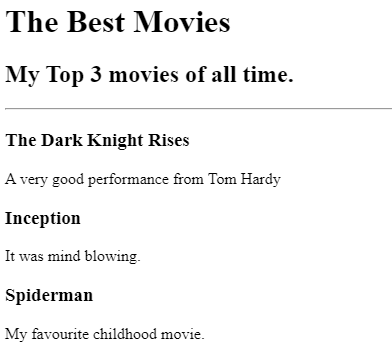 The Best Movies
My Top 3 movies of all time.
The Dark Knight Rises
A very good performance from Tom Hardy
Inception
It was mind blowing.
Spiderman
My favourite childhood movie.